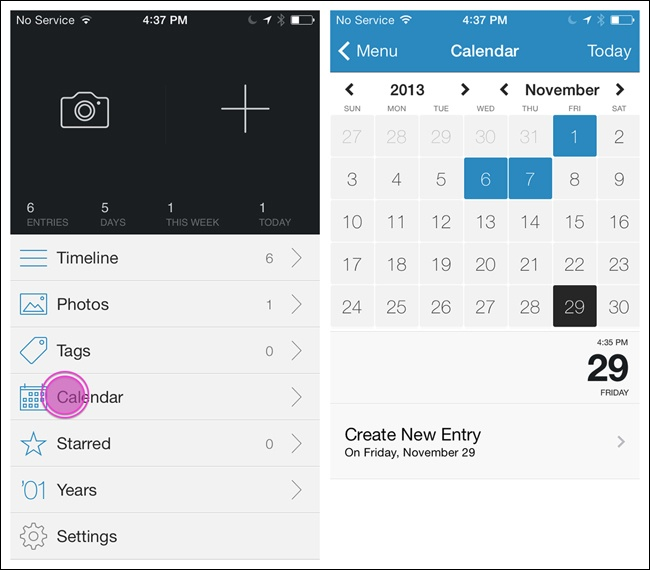 No Service 4:37 PM
6 5 1 1
ENTRIES DAYS THIS WEEK TODAY
Timeline 6
Photos 1
Tags 0
Calendar
Starred 0
'01 Years
Settings
No Service 4:37 PM
Menu Calendar Today
2013 November
SUN MON TUE WED THU FRI SAT
27 28 29 30 31 1 2
3 4 5 6 7 8 9
10 11 12 13 14 15 16
17 18 19 20 21 22 23
24 25 26 27 28 29 30
4:35 PM
29
FRIDAY
Create New Entry
On Friday, November 29